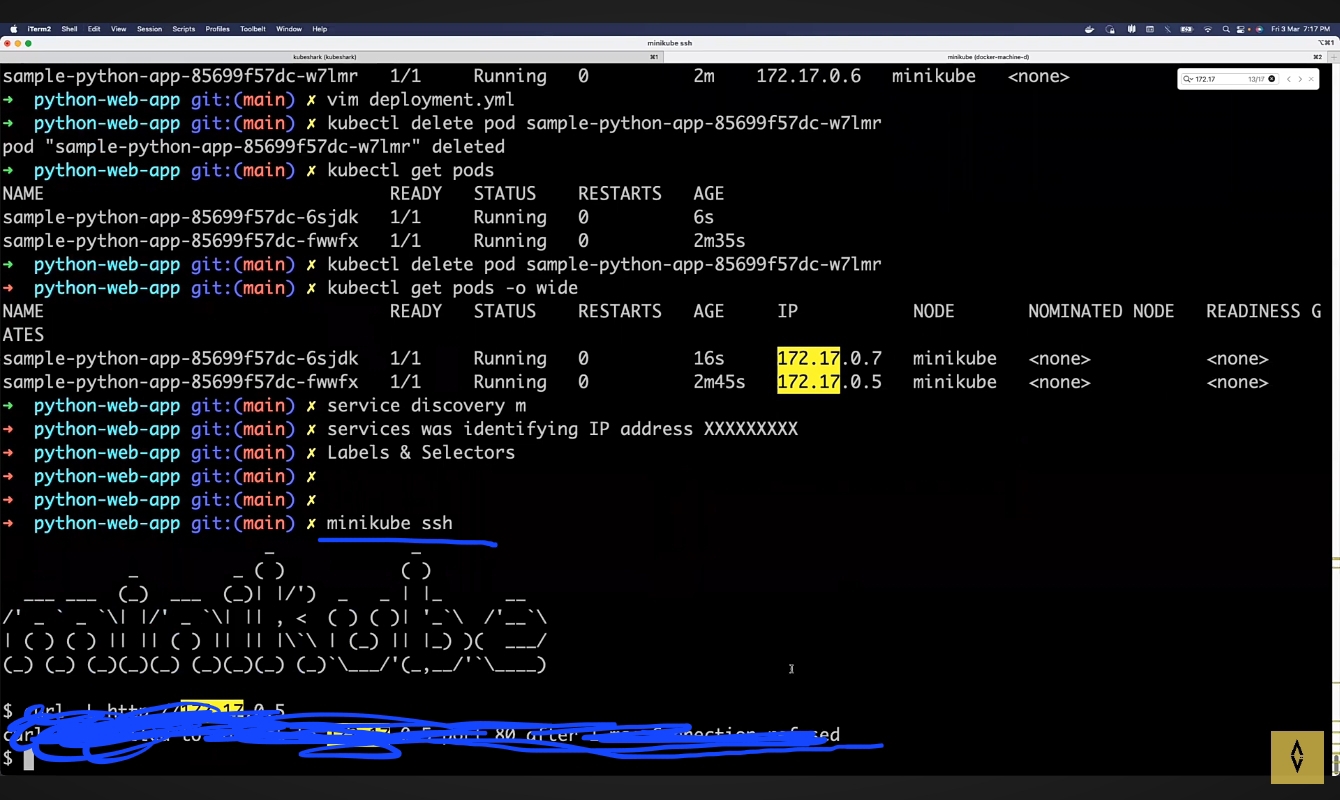 iTerm2 Shell Edit View Session Scripts Profiles Toolbelt Window Help Fri 3 Mar 7:17 PM
minikube ssh ⌥⌘1
kubeshark (kubeshark) ⌘1 minikube (docker-machine-d) ⌘2
172.17 13/17
sample-python-app-85699f57dc-w7lmr 1/1 Running 0 2m 172.17.0.6 minikube <none>
➜ python-web-app git:(main) ✗ vim deployment.yml
➜ python-web-app git:(main) ✗ kubectl delete pod sample-python-app-85699f57dc-w7lmr
pod "sample-python-app-85699f57dc-w7lmr" deleted
➜ python-web-app git:(main) ✗ kubectl get pods
NAME READY STATUS RESTARTS AGE
sample-python-app-85699f57dc-6sjdk 1/1 Running 0 6s
sample-python-app-85699f57dc-fwwfx 1/1 Running 0 2m35s
➜ python-web-app git:(main) ✗ kubectl delete pod sample-python-app-85699f57dc-w7lmr
➜ python-web-app git:(main) ✗ kubectl get pods -o wide
NAME READY STATUS RESTARTS AGE IP NODE NOMINATED NODE READINESS G
ATES
sample-python-app-85699f57dc-6sjdk 1/1 Running 0 16s 172.17.0.7 minikube <none> <none>
sample-python-app-85699f57dc-fwwfx 1/1 Running 0 2m45s 172.17.0.5 minikube <none> <none>
➜ python-web-app git:(main) ✗ service discovery m
➜ python-web-app git:(main) ✗ services was identifying IP address XXXXXXXXX
➜ python-web-app git:(main) ✗ Labels & Selectors
➜ python-web-app git:(main) ✗
➜ python-web-app git:(main) ✗
➜ python-web-app git:(main) ✗ minikube ssh
minikube
$ 172.17.0.5
port 80 after
$